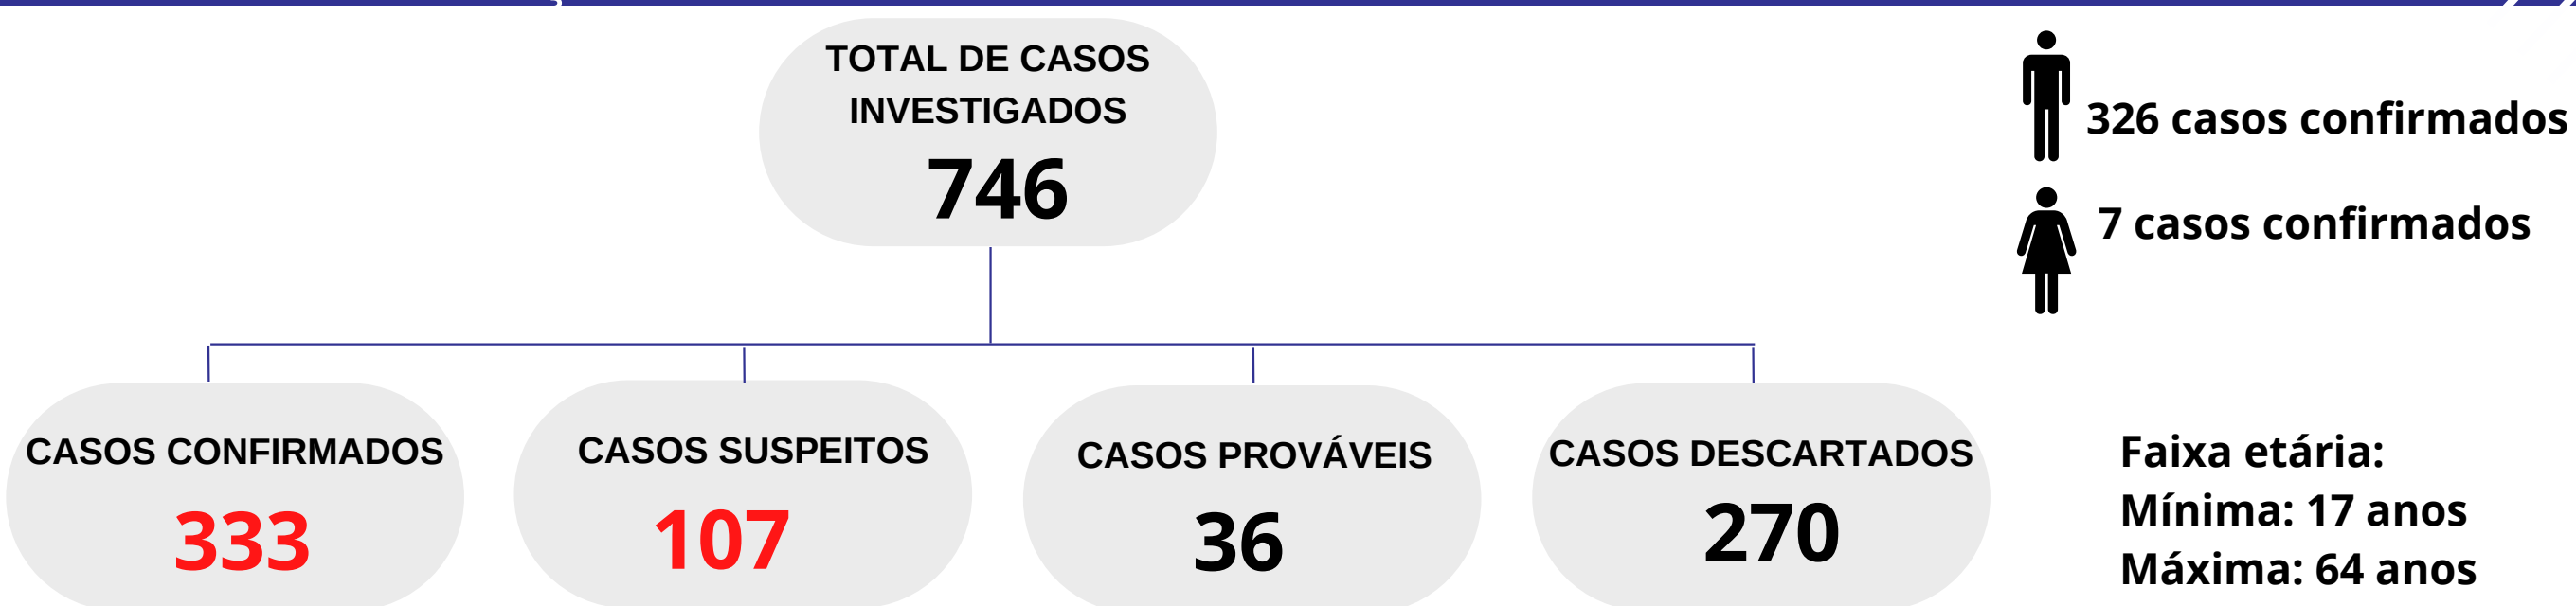 TOTAL DE CASOS
INVESTIGADOS
746
326 casos confirmados
7 casos confirmados
CASOS CONFIRMADOS
333
CASOS SUSPEITOS
107
CASOS PROVÁVEIS
36
CASOS DESCARTADOS
270
Faixa etária:
Mínima: 17 anos
Máxima: 64 anos